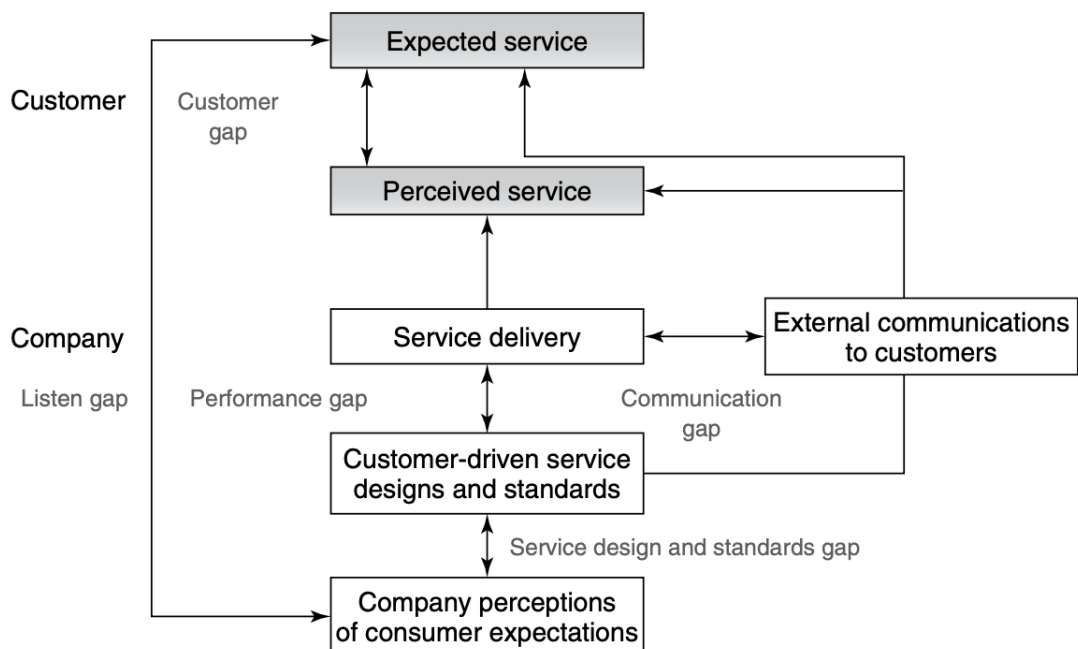 Expected service
Customer
Customer
gap
Perceived service
Company
Service delivery
External communications
to customers
Listen gap
Performance gap
Communication
gap
Customer-driven service
designs and standards
Service design and standards gap
Company perceptions
of consumer expectations